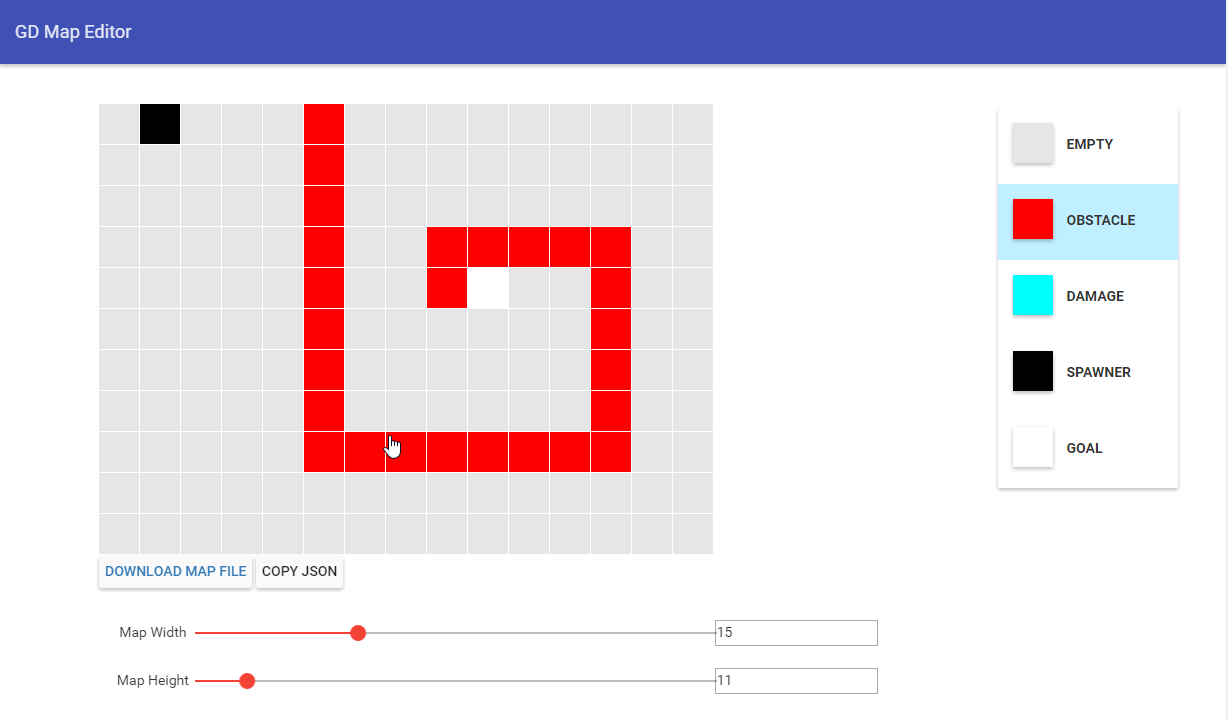 GD Map Editor
EMPTY
OBSTACLE
DAMAGE
SPAWNER
GOAL
DOWNLOAD MAP FILE
COPY JSON
Map Width
15
Map Height
11